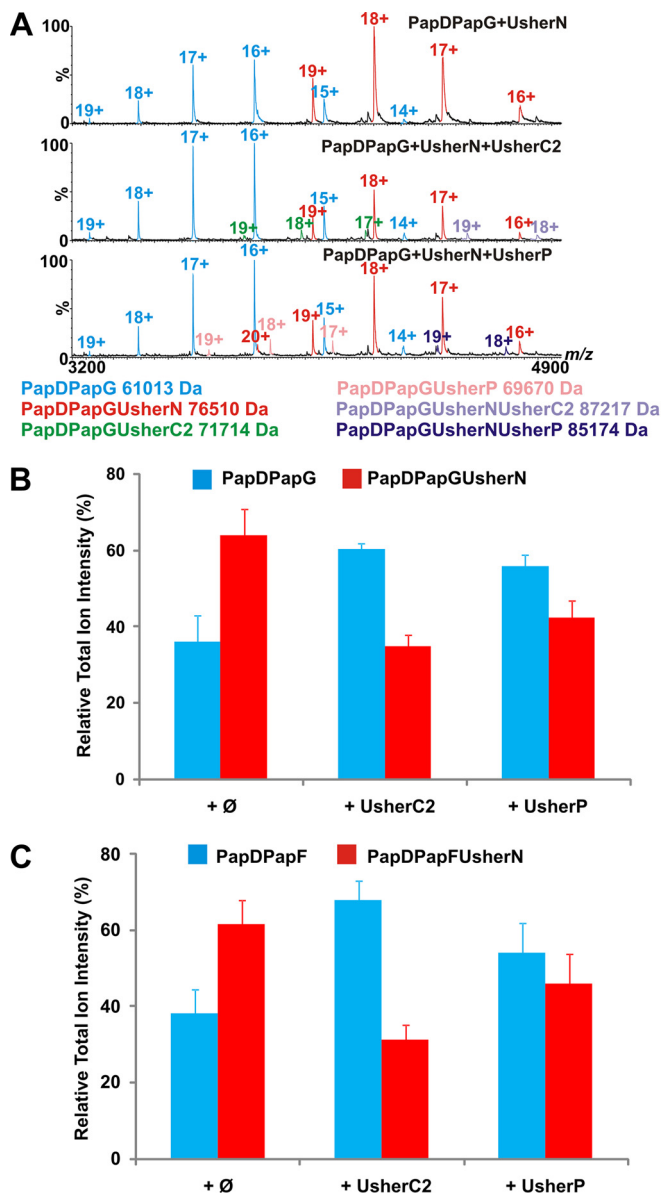 A
PapDPapG+UsherN
100
%
0
19+ 18+ 17+ 16+ 19+ 15+ 18+ 14+ 17+ 16+
PapDPapG+UsherN+UsherC2
100
%
0
19+ 18+ 17+ 16+ 19+ 18+ 19+ 15+ 17+ 18+ 14+ 17+ 19+ 16+ 18+
PapDPapG+UsherN+UsherP
100
%
0
19+ 18+ 17+ 19+ 16+ 20+ 18+ 19+ 15+ 17+ 18+ 14+ 19+ 17+ 18+ 16+
3200 4900 m/z
PapDPapG 61013 Da
PapDPapGUsherN 76510 Da
PapDPapGUsherC2 71714 Da
PapDPapGUsherP 69670 Da
PapDPapGUsherNUsherC2 87217 Da
PapDPapGUsherNUsherP 85174 Da
B
PapDPapG PapDPapGUsherN
Relative Total Ion Intensity (%)
80
60
40
20
0
+ Ø + UsherC2 + UsherP
C
PapDPapF PapDPapFUsherN
Relative Total Ion Intensity (%)
80
60
40
20
0
+ Ø + UsherC2 + UsherP